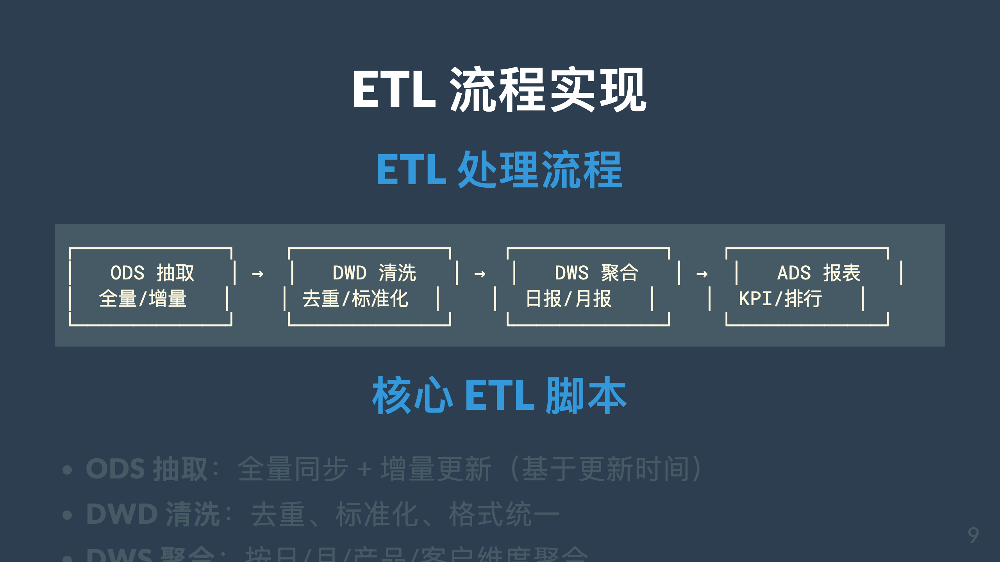 ETL 流程实现
ETL 处理流程
┌─────────────┐    ┌─────────────┐    ┌─────────────┐    ┌─────────────┐
│   ODS 抽取   │ → │   DWD 清洗   │ → │   DWS 聚合   │ → │   ADS 报表   │
│  全量/增量   │    │ 去重/标准化  │    │  日报/月报   │    │  KPI/排行   │
└─────────────┘    └─────────────┘    └─────────────┘    └─────────────┘
核心 ETL 脚本
• ODS 抽取：全量同步 + 增量更新（基于更新时间）
• DWD 清洗：去重、标准化、格式统一
• DWS 聚合：按日/月/产品/客户维度聚合
9